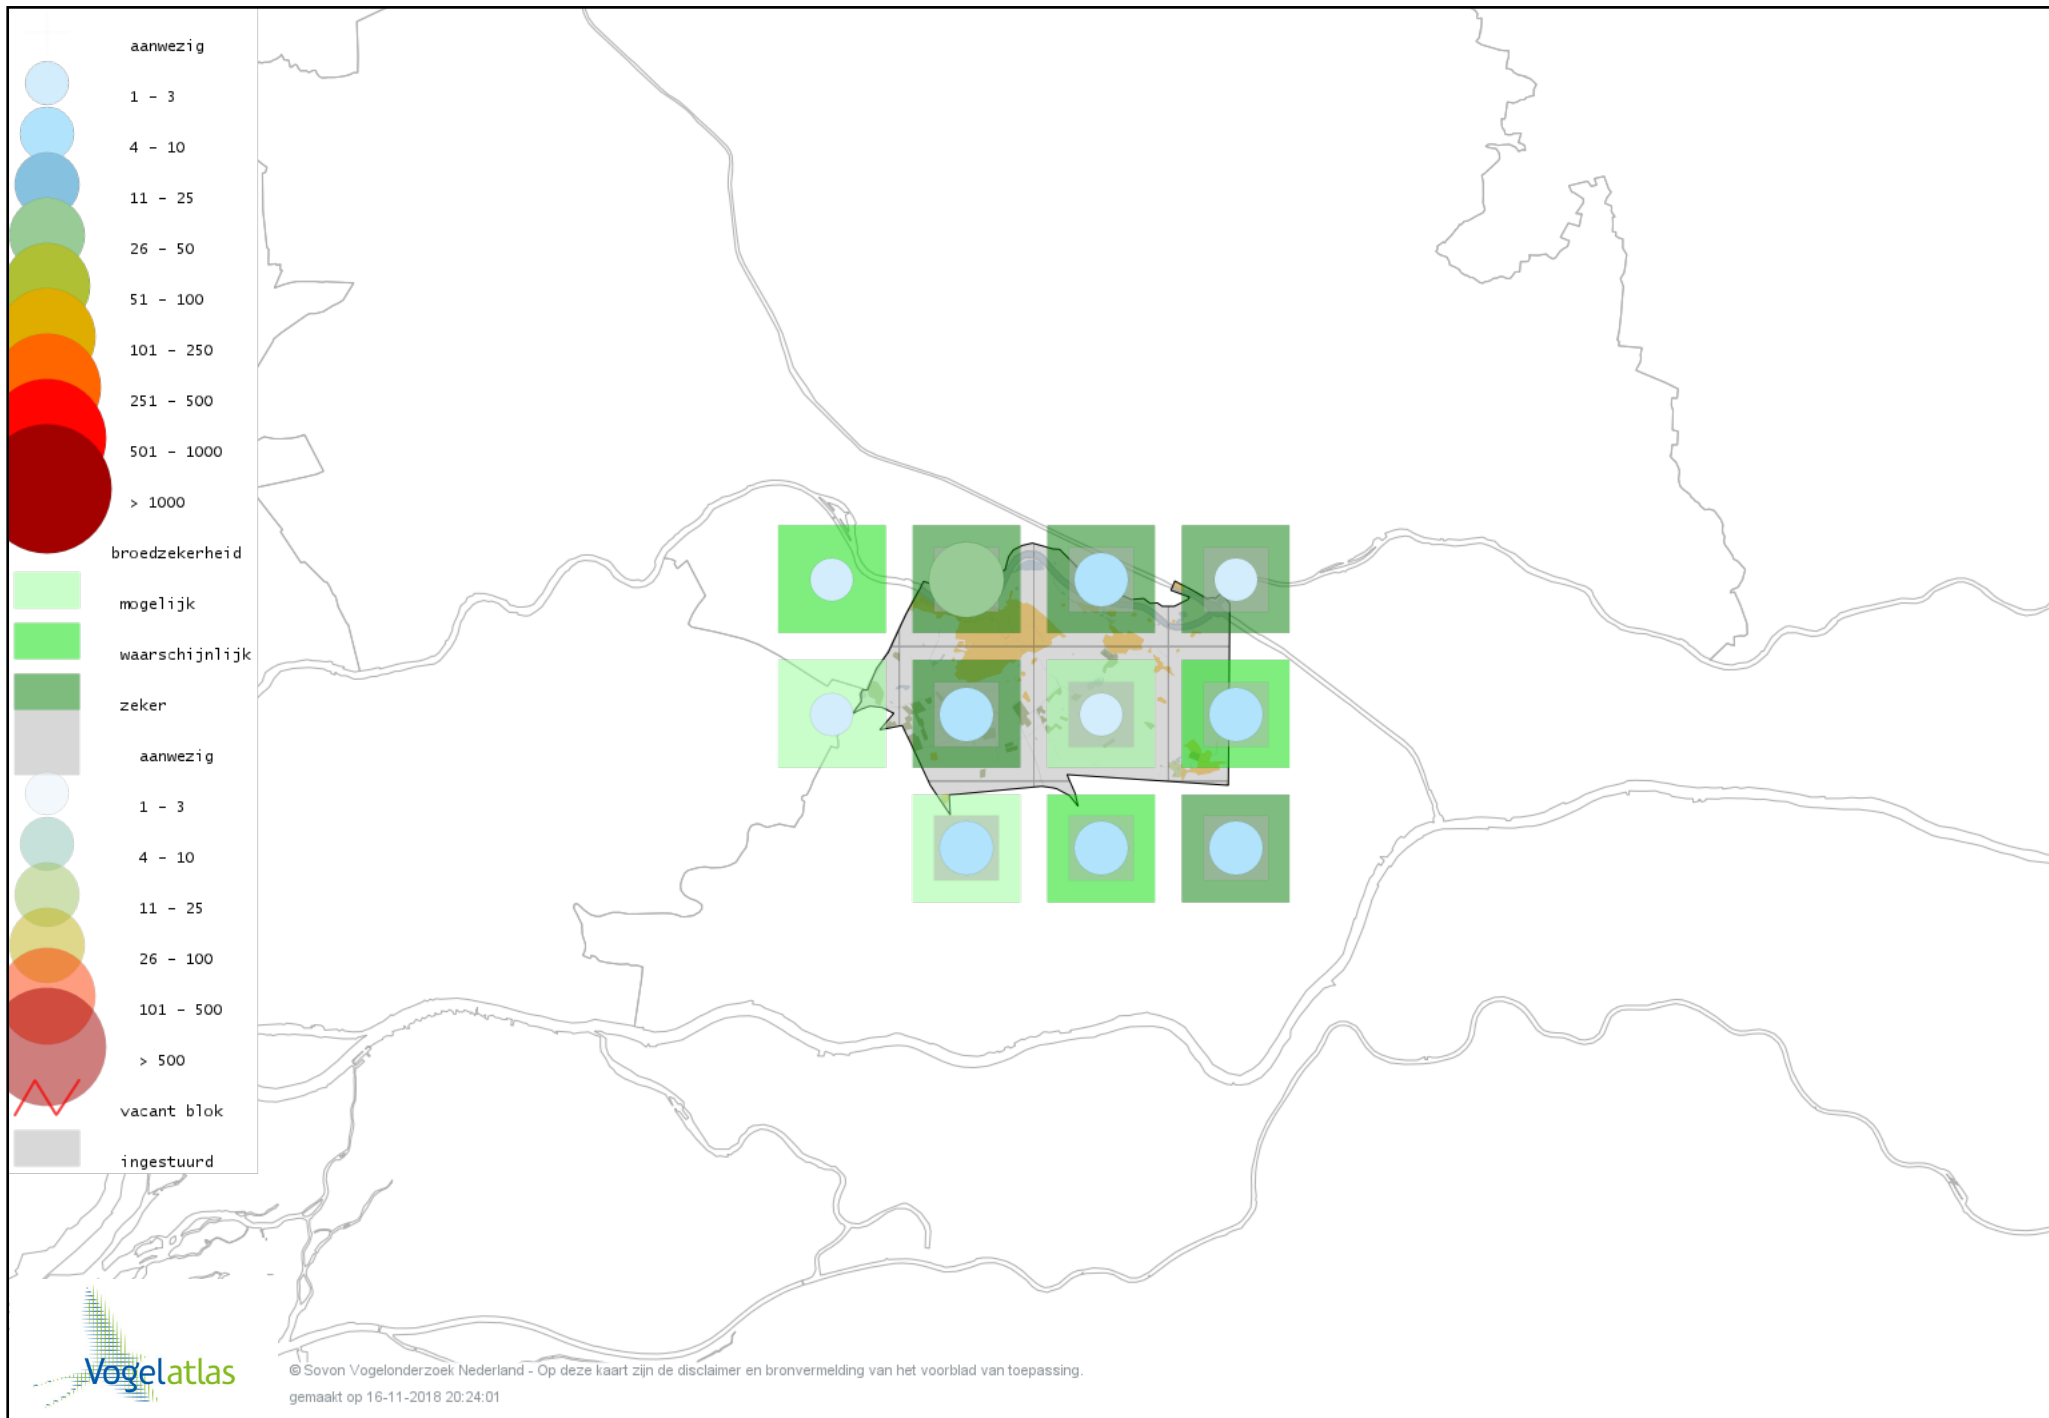 aanwezig
1 - 3
4 - 10
11 - 25
26 - 50
51 - 100
101 - 250
251 - 500
501 - 1000
> 1000
broedzekerheid
mogelijk
waarschijnlijk
zeker
aanwezig
1 - 3
4 - 10
11 - 25
26 - 100
101 - 500
> 500
vacant blok
ingestuurd
Vogelatlas
© Sovon Vogelonderzoek Nederland - Op deze kaart zijn de disclaimer en bronvermelding van het voorblad van toepassing.
gemaakt op 16-11-2018 20:24:01